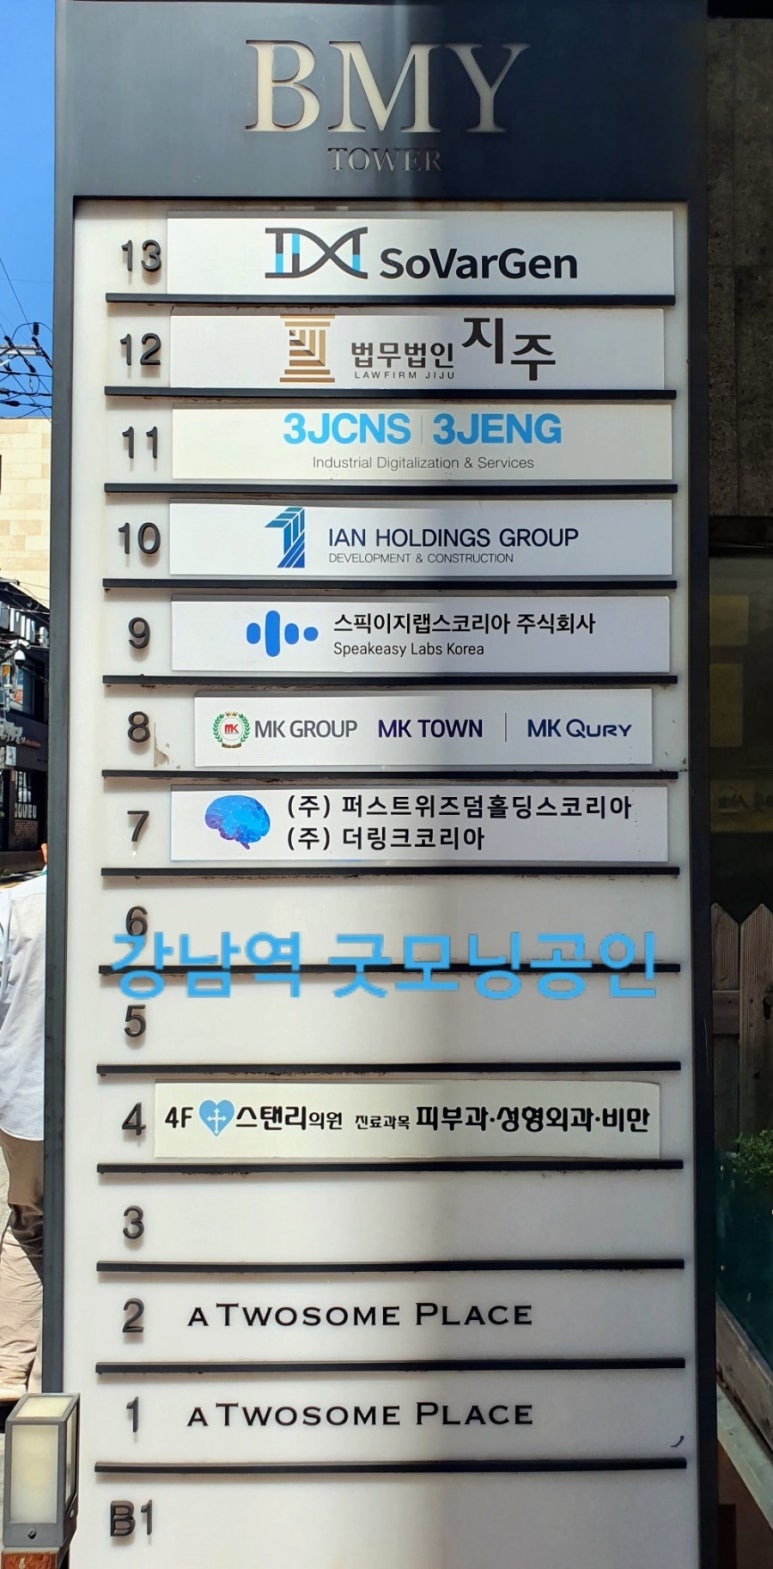 BMY
TOWER
13 SoVarGen
12 법무법인 지주
LAWFIRM JIJU
11 3JCNS | 3JENG
Industrial Digitalization & Services
10 IAN HOLDINGS GROUP
DEVELOPMENT & CONSTRUCTION
9 스픽이지랩스코리아 주식회사
Speakeasy Labs Korea
8 MK MK GROUP MK TOWN | MK QURY
7 (주) 퍼스트위즈덤홀딩스코리아
(주) 더링크코리아
6
강남역 굿모닝공인
5
4 4F 스탠리의원 진료과목 피부과·성형외과·비만
3
2 A TWOSOME PLACE
1 A TWOSOME PLACE
B1